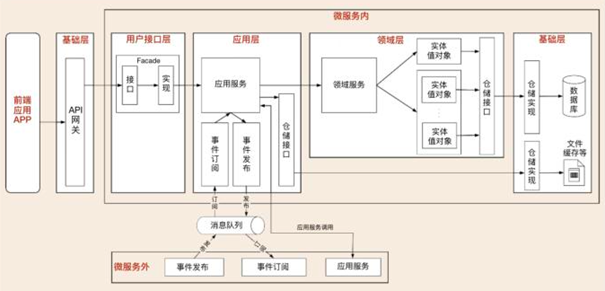 微服务内
前端
应用
APP
基础层
API
网关
用户接口层
Facade
接口
实现
应用层
应用服务
事件订阅
事件发布
仓储接口
领域层
领域服务
实体
值对象
实体
值对象
实体
值对象
仓储接口
基础层
仓储实现
数据库
仓储实现
文件
缓存等
订阅
发布
消息队列
应用服务调用
发布
订阅
微服务外
事件发布
事件订阅
应用服务